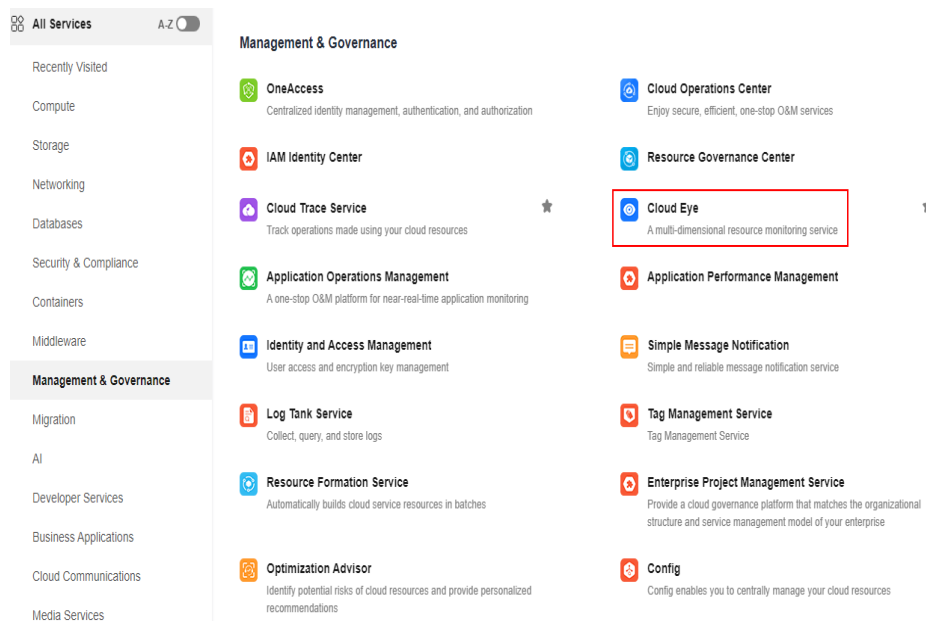 All Services
A-Z
Recently Visited
Compute
Storage
Networking
Databases
Security & Compliance
Containers
Middleware
Management & Governance
Migration
AI
Developer Services
Business Applications
Cloud Communications
Media Services
Management & Governance
OneAccess
Centralized identity management, authentication, and authorization
Cloud Operations Center
Enjoy secure, efficient, one-stop O&M services
IAM Identity Center
Resource Governance Center
Cloud Trace Service
Track operations made using your cloud resources
Cloud Eye
A multi-dimensional resource monitoring service
Application Operations Management
A one-stop O&M platform for near-real-time application monitoring
Application Performance Management
Identity and Access Management
User access and encryption key management
Simple Message Notification
Simple and reliable message notification service
Log Tank Service
Collect, query, and store logs
Tag Management Service
Tag Management Service
Resource Formation Service
Automatically builds cloud service resources in batches
Enterprise Project Management Service
Provide a cloud governance platform that matches the organizational
structure and service management model of your enterprise
Optimization Advisor
Identify potential risks of cloud resources and provide personalized
recommendations
Config
Config enables you to centrally manage your cloud resources